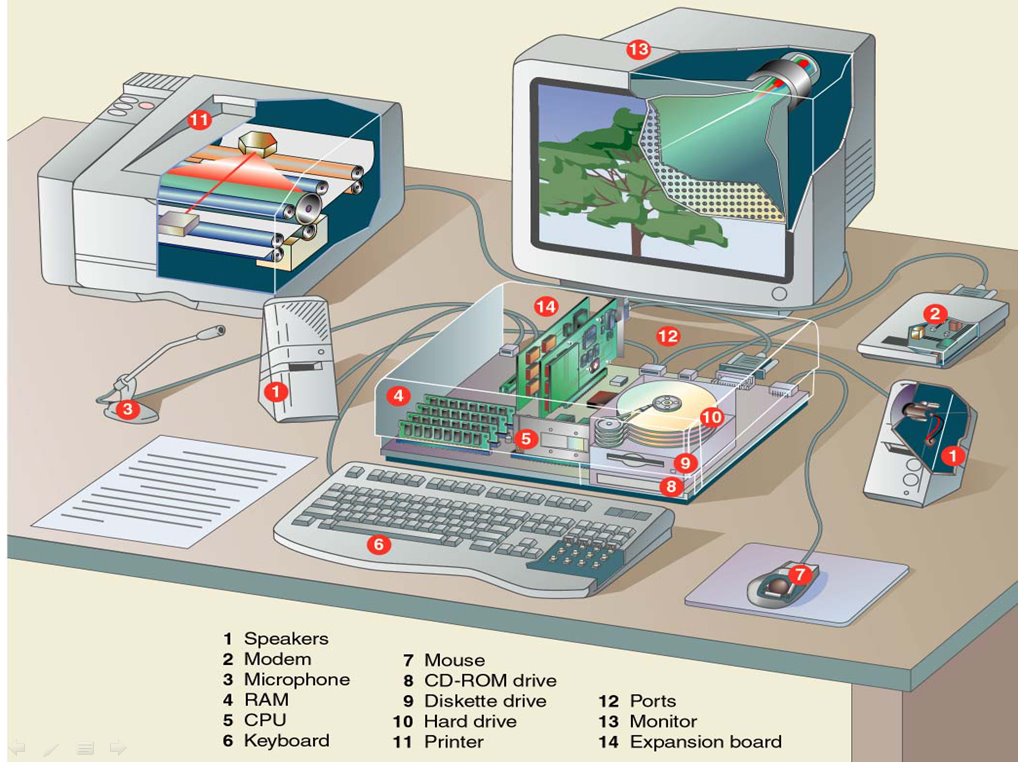 13
11
14
2
12
1
4
3
10
5
1
9
8
6
7
1 Speakers
2 Modem
3 Microphone
4 RAM
5 CPU
6 Keyboard
7 Mouse
8 CD-ROM drive
9 Diskette drive
10 Hard drive
11 Printer
12 Ports
13 Monitor
14 Expansion board